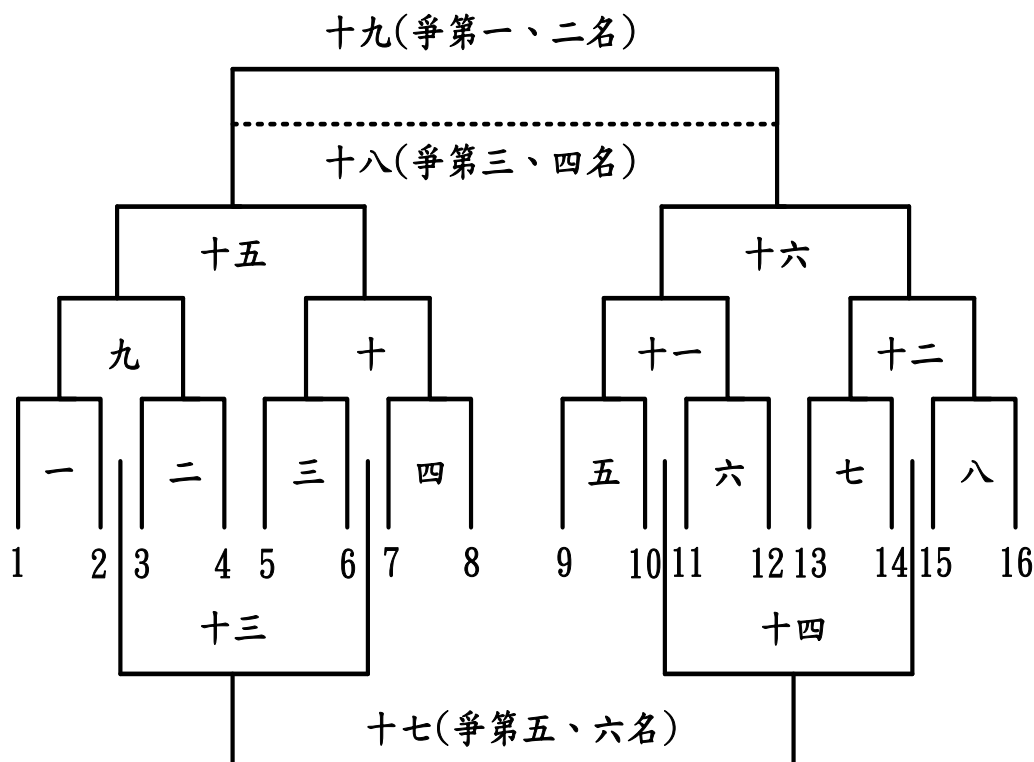 十九(爭第一、二名)
十八(爭第三、四名)
十五 十六
九 十 十一 十二
一 二 三 四 五 六 七 八
1 2 3 4 5 6 7 8 9 10 11 12 13 14 15 16
十三 十四
十七(爭第五、六名)